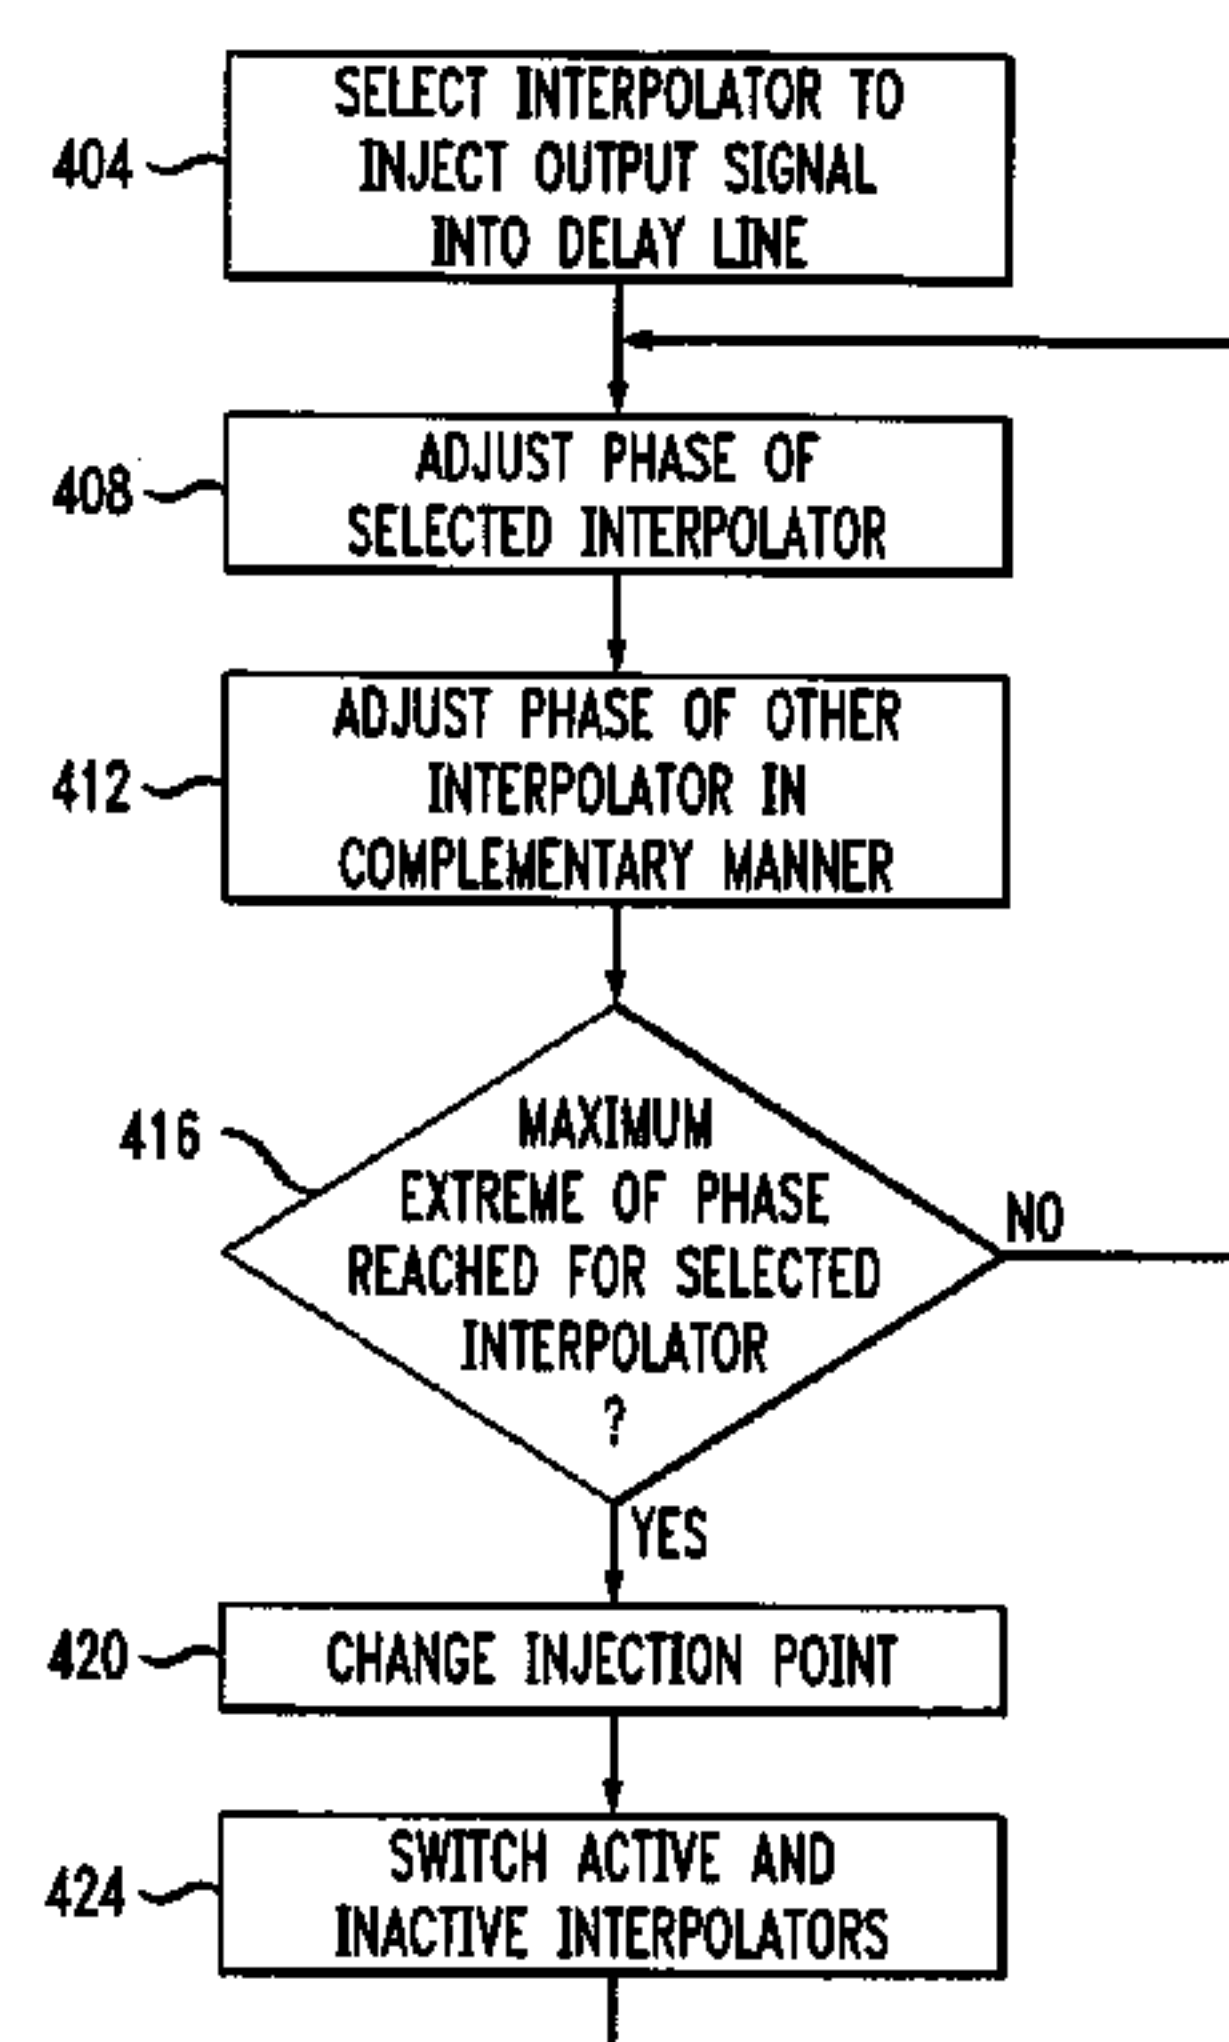 404
SELECT INTERPOLATOR TO
INJECT OUTPUT SIGNAL
INTO DELAY LINE
408
ADJUST PHASE OF
SELECTED INTERPOLATOR
412
ADJUST PHASE OF OTHER
INTERPOLATOR IN
COMPLEMENTARY MANNER
416
MAXIMUM
EXTREME OF PHASE
REACHED FOR SELECTED
INTERPOLATOR
?
NO
YES
420
CHANGE INJECTION POINT
424
SWITCH ACTIVE AND
INACTIVE INTERPOLATORS